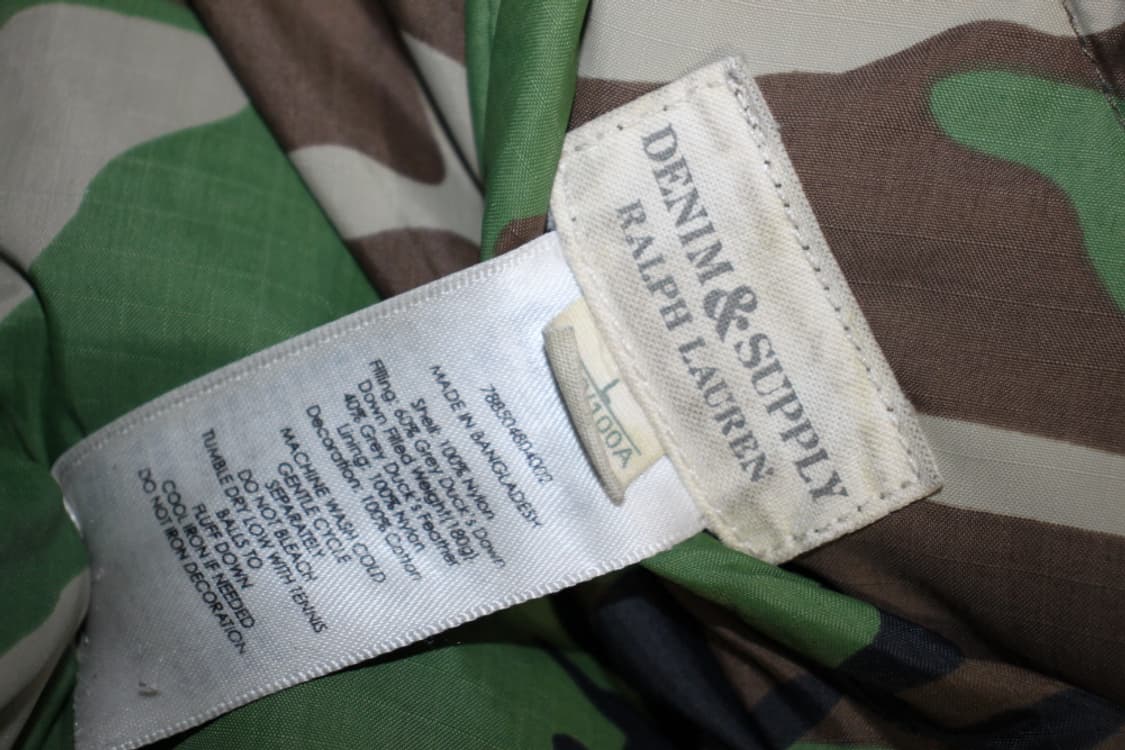 DENIM & SUPPLY
RALPH LAUREN
L
/100A
788504804002
MADE IN BANGLADESH
Shell: 100% Nylon
Down Filled Weight(180g)
Filling: 60% Grey Duck's Down
40% Grey Duck's Feather
Lining: 100% Nylon
Decoration: 100% Cotton
MACHINE WASH COLD
GENTLE CYCLE
SEPARATELY
DO NOT BLEACH
TUMBLE DRY LOW WITH TENNIS
BALLS TO
FLUFF DOWN
COOL IRON IF NEEDED
DO NOT IRON DECORATION